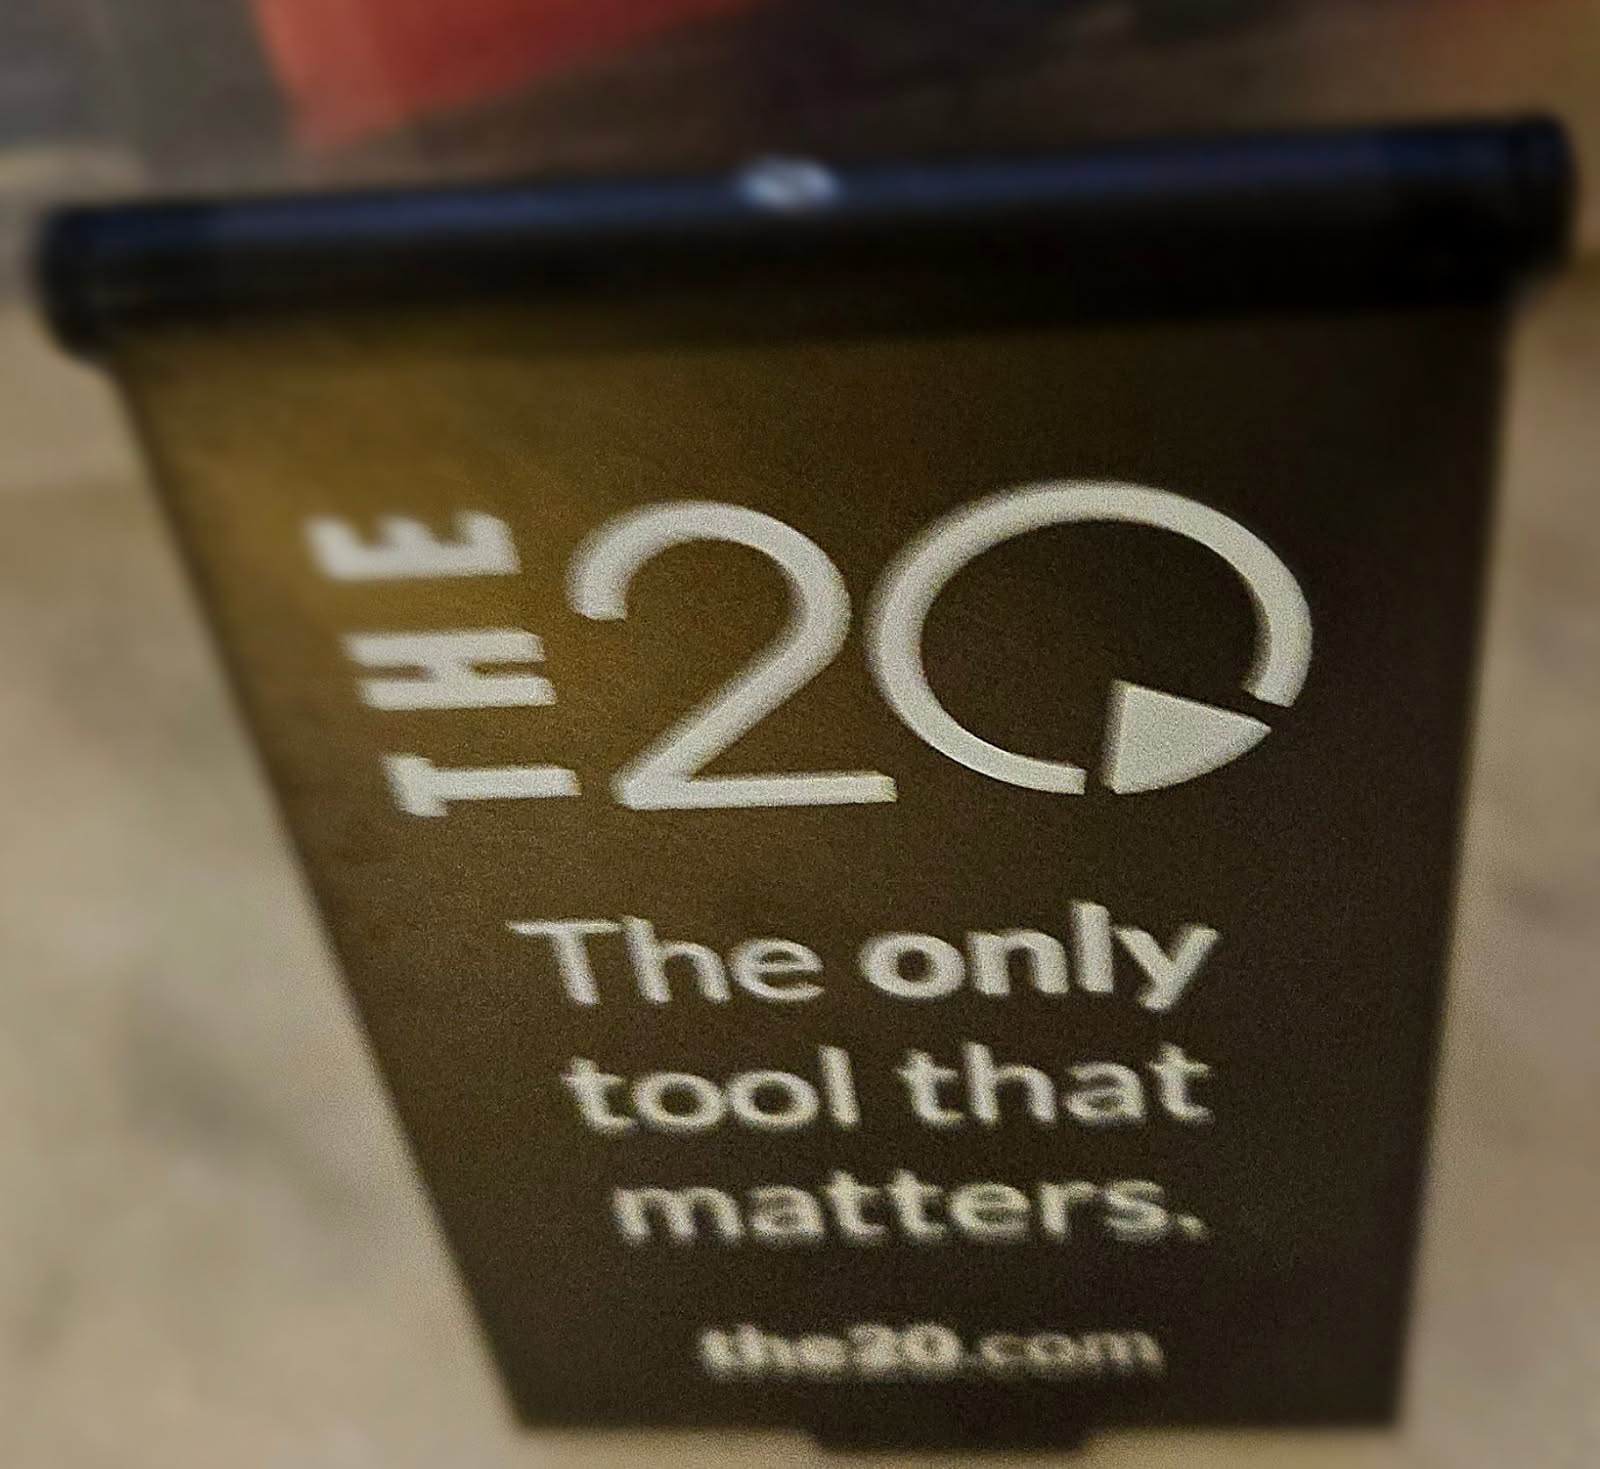 THE 20
The only
tool that
matters.
the20.com